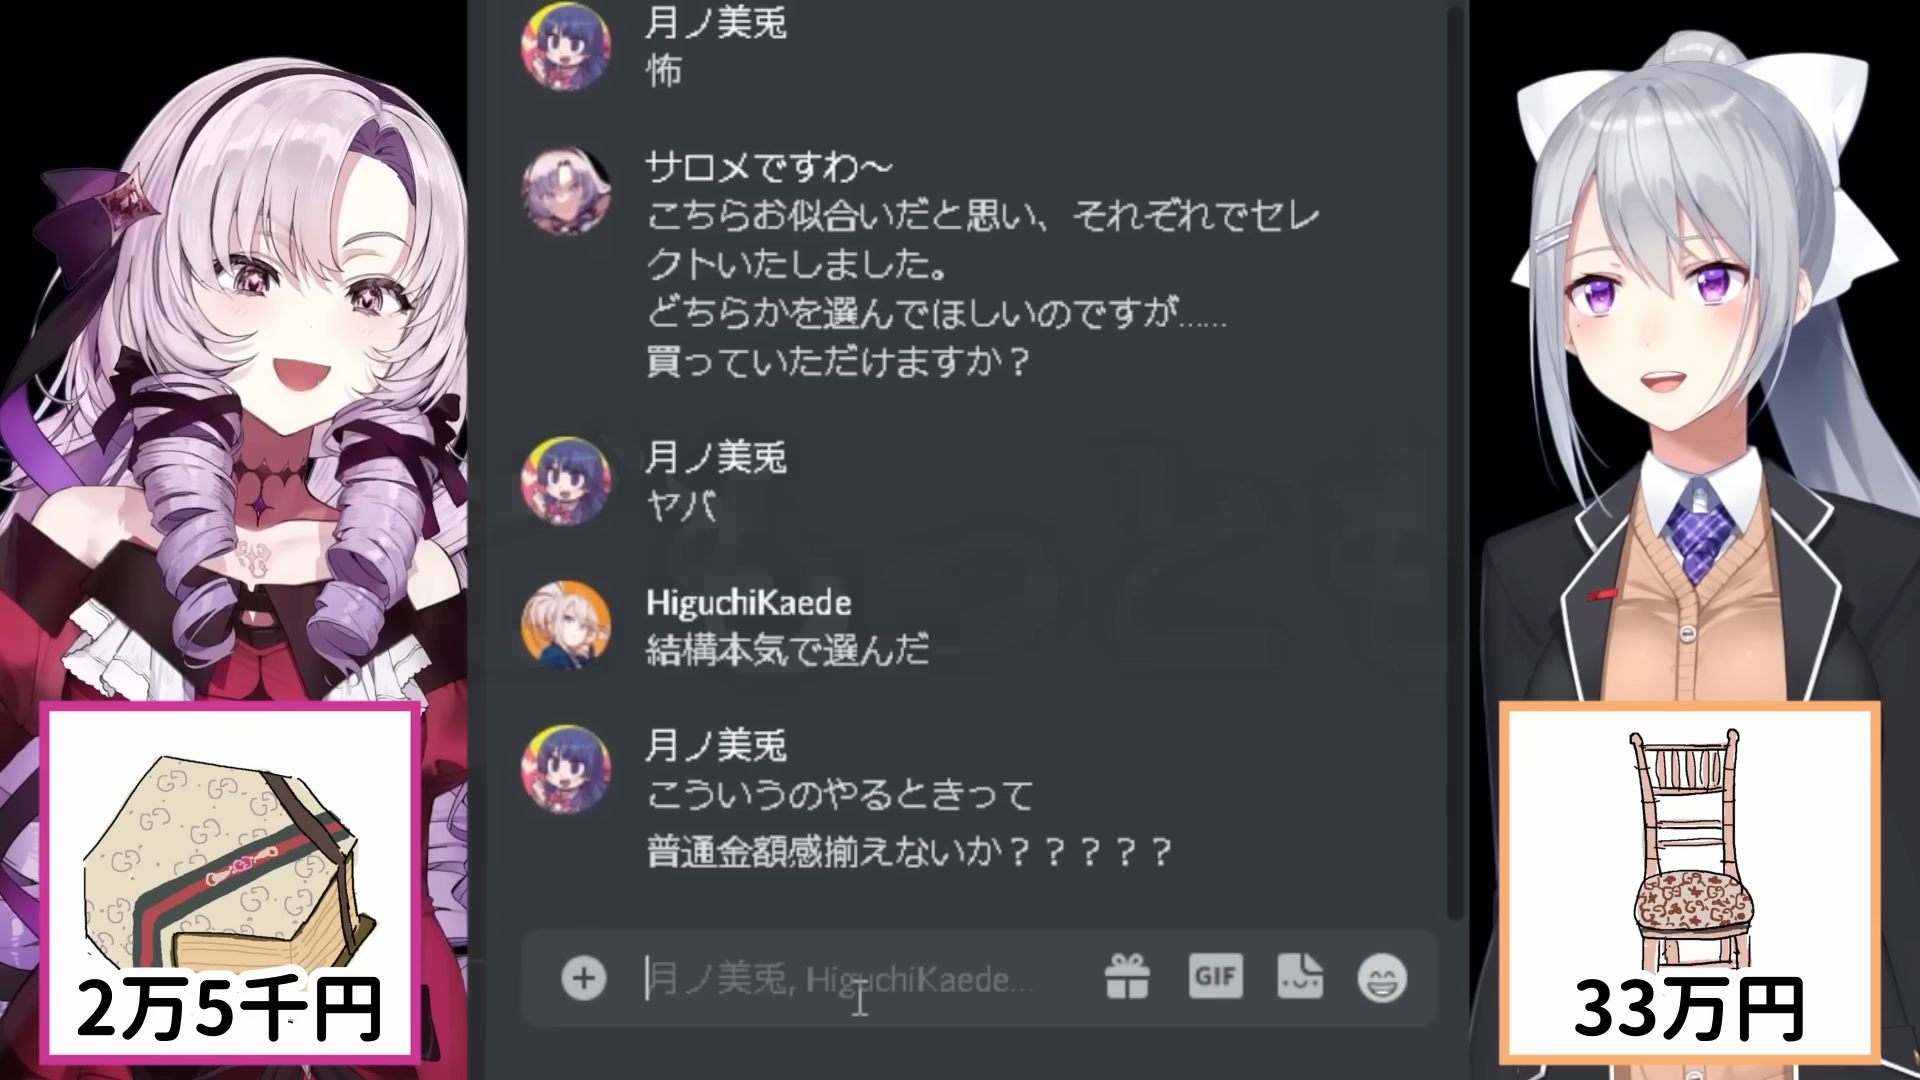 月ノ美兎
怖
サロメですわ～
こちらお似合いだと思い、それぞれでセレ
クトいたしました。
どちらかを選んでほしいのですが……
買っていただけますか？
月ノ美兎
ヤバ
HiguchiKaede
結構本気で選んだ
月ノ美兎
こういうのやるときって
普通金額感揃えないか？？？？？
月ノ美兎, HiguchiKaede...
GIF
2万5千円
33万円